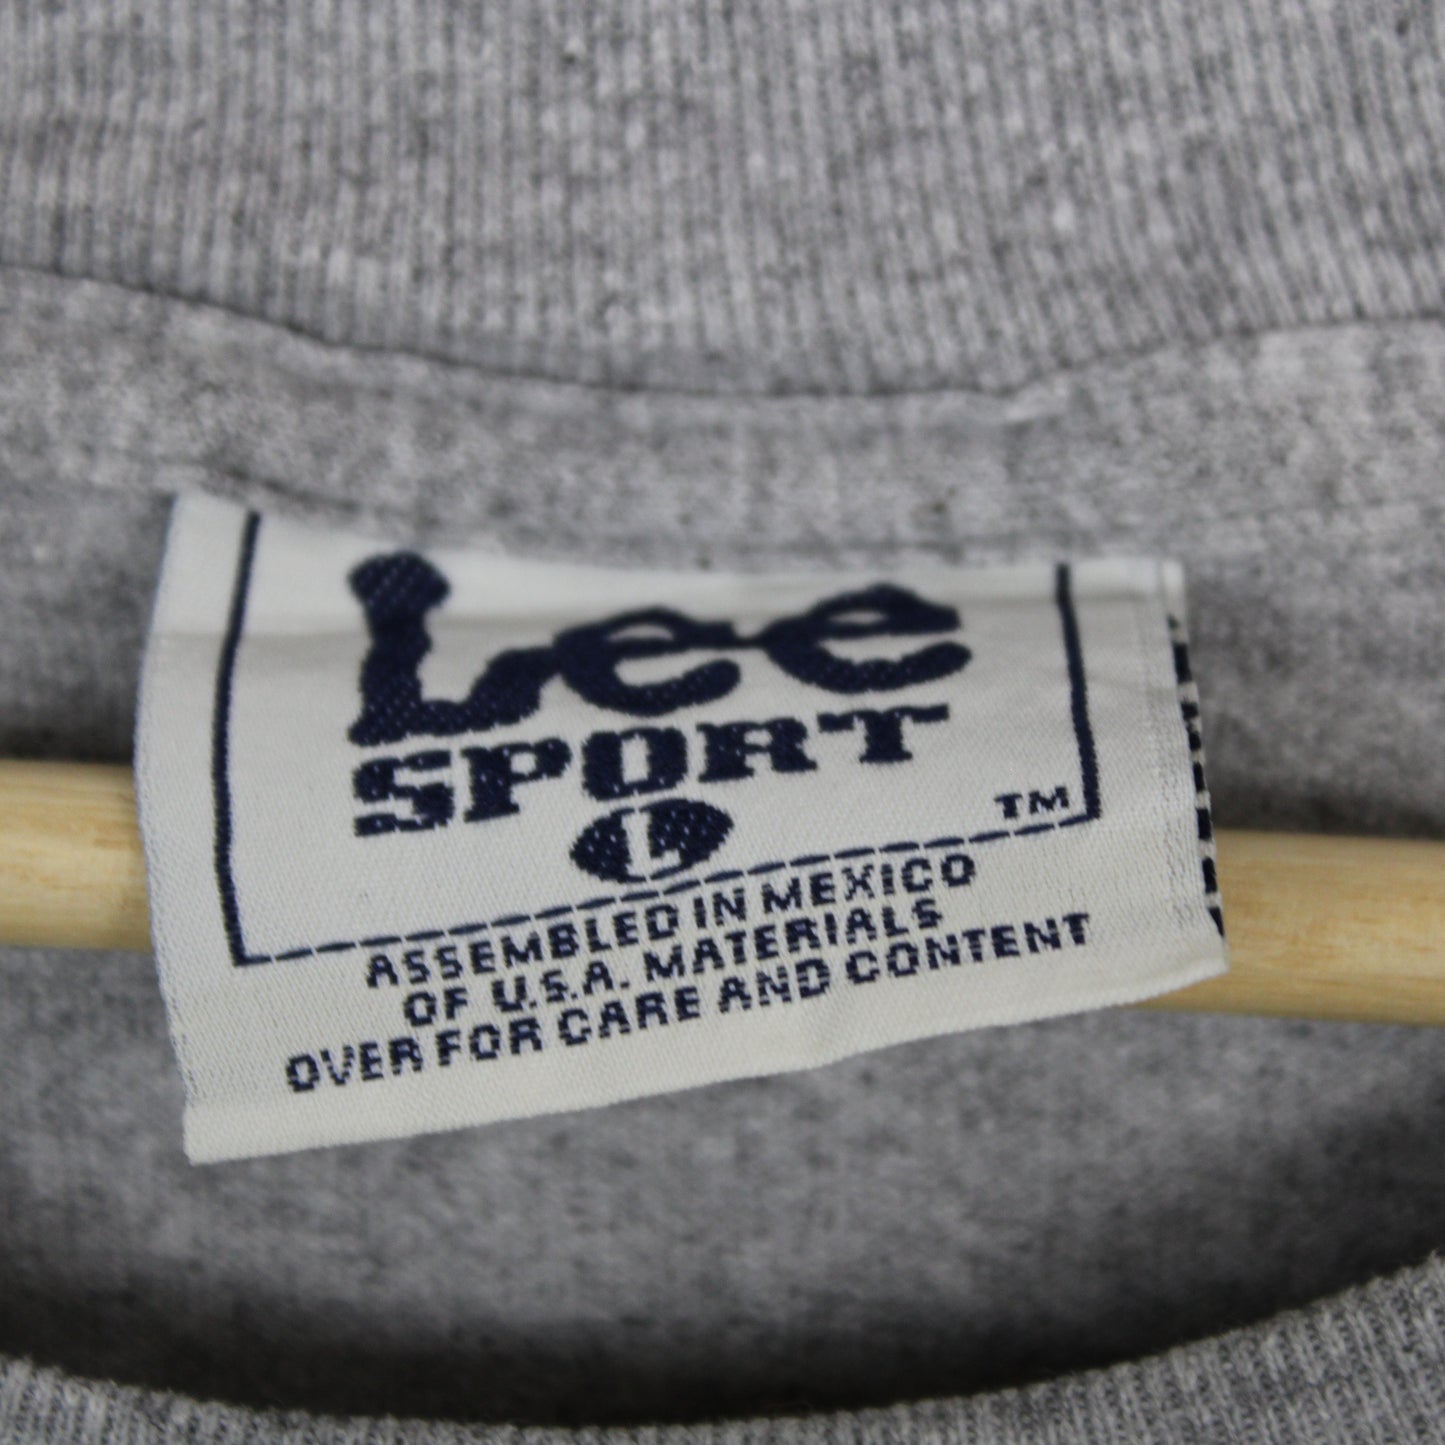 Lee
SPORT
TM
L
ASSEMBLED IN MEXICO
OF U.S.A. MATERIALS
OVER FOR CARE AND CONTENT